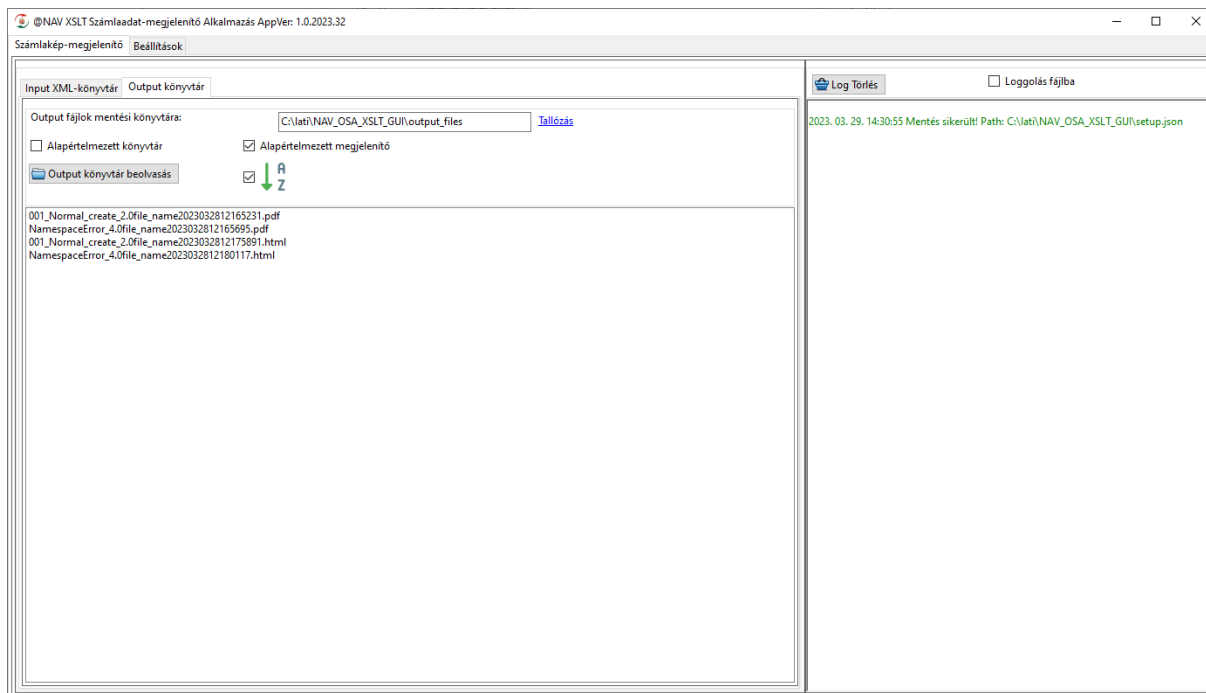 @NAV XSLT Számlaadat-megjelenítő Alkalmazás AppVer: 1.0.2023.32
Számlakép-megjelenítő Beállítások
Input XML-könyvtár Output könyvtár
Output fájlok mentési könyvtára: C:\lati\NAV_OSA_XSLT_GUI\output_files Tallózás
Alapértelmezett könyvtár Alapértelmezett megjelenítő
Output könyvtár beolvasás A Z
001_Normal_create_2.0file_name2023032812165231.pdf
NamespaceError_4.0file_name2023032812165695.pdf
001_Normal_create_2.0file_name2023032812175891.html
NamespaceError_4.0file_name2023032812180117.html
Log Törlés Loggolás fájlba
2023. 03. 29. 14:30:55 Mentés sikerült! Path: C:\lati\NAV_OSA_XSLT_GUI\setup.json